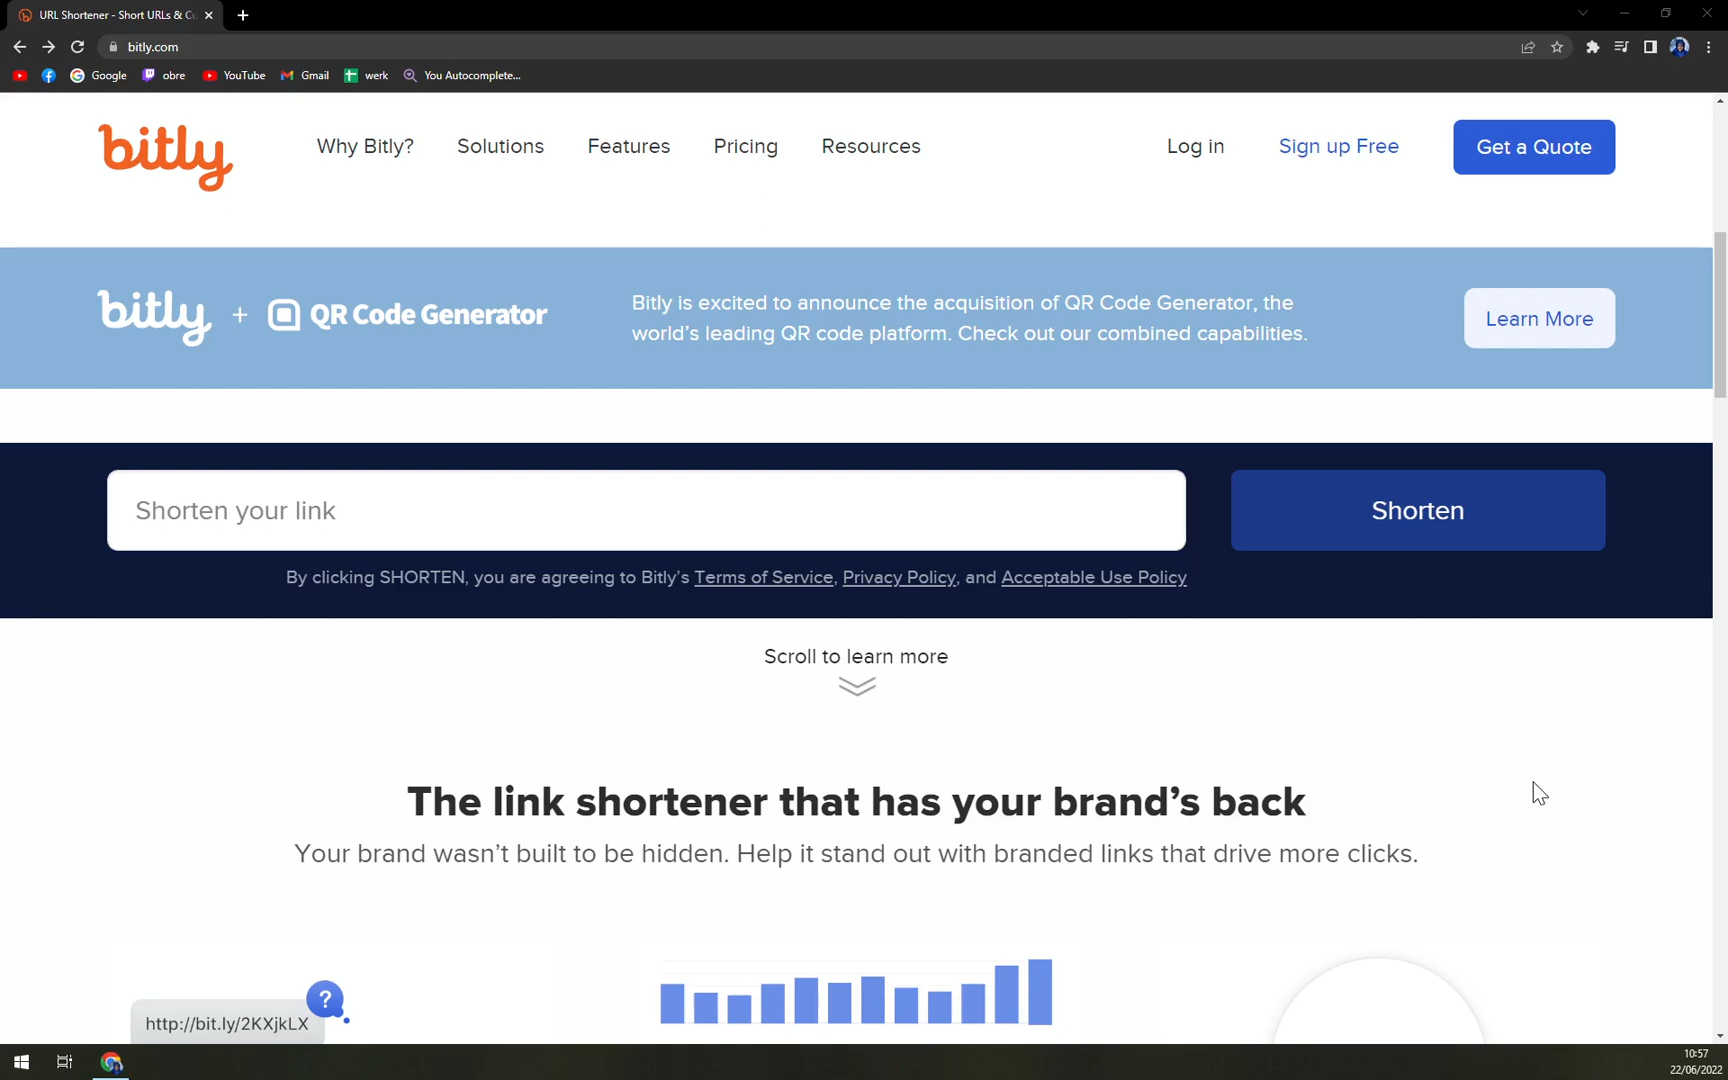 URL Shortener - Short URLs & Cu
bitly.com
Google
obre
YouTube
Gmail
werk
You Autocomplete...
bitly
Why Bitly?
Solutions
Features
Pricing
Resources
Log in
Sign up Free
Get a Quote
bitly + QR Code Generator
Bitly is excited to announce the acquisition of QR Code Generator, the
world's leading QR code platform. Check out our combined capabilities.
Learn More
Shorten your link
Shorten
By clicking SHORTEN, you are agreeing to Bitly's Terms of Service, Privacy Policy, and Acceptable Use Policy
Scroll to learn more
The link shortener that has your brand's back
Your brand wasn't built to be hidden. Help it stand out with branded links that drive more clicks.
?
http://bit.ly/2KXjkLX
10:57
22/06/2022